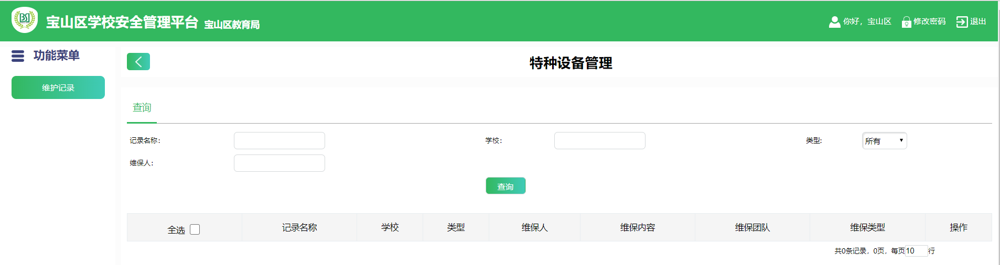 宝山区学校安全管理平台 宝山区教育局
你好，宝山区 修改密码 退出
功能菜单
特种设备管理
维护记录
查询
记录名称： 学校： 类型: 所有
维保人：
查询
全选 记录名称 学校 类型 维保人 维保内容 维保团队 维保类型 操作
共0条记录，0页，每页10行